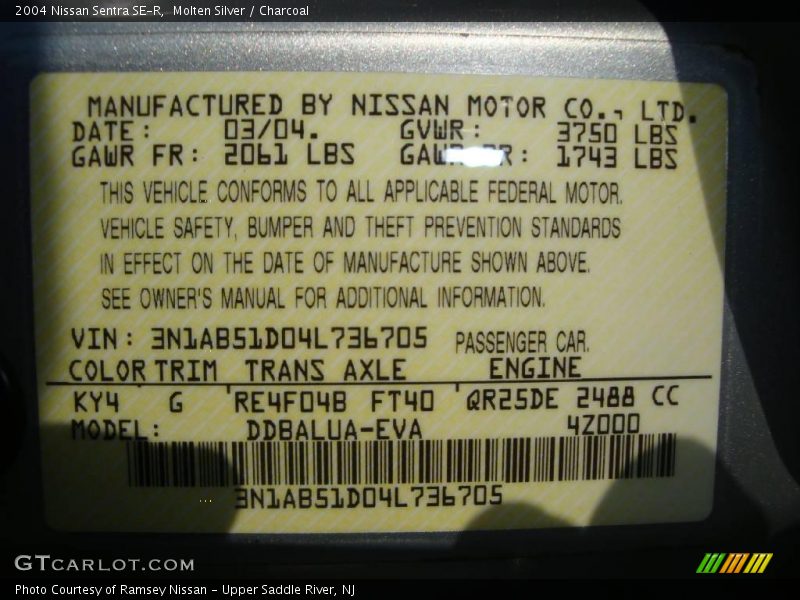 2004 Nissan Sentra SE-R, Molten Silver / Charcoal
MANUFACTURED BY NISSAN MOTOR CO., LTD.
DATE: 03/04. GVWR: 3750 LBS
GAWR FR: 2061 LBS GAWR RR: 1743 LBS
THIS VEHICLE CONFORMS TO ALL APPLICABLE FEDERAL MOTOR.
VEHICLE SAFETY, BUMPER AND THEFT PREVENTION STANDARDS
IN EFFECT ON THE DATE OF MANUFACTURE SHOWN ABOVE.
SEE OWNER'S MANUAL FOR ADDITIONAL INFORMATION.
VIN: 3N1AB51D04L736705 PASSENGER CAR.
COLOR TRIM TRANS AXLE ENGINE
KY4 G RE4F04B FT40 QR25DE 2488 CC
MODEL: DDBALUA-EVA 4Z000
3N1AB51D04L736705
GTCARLOT.COM
Photo Courtesy of Ramsey Nissan - Upper Saddle River, NJ